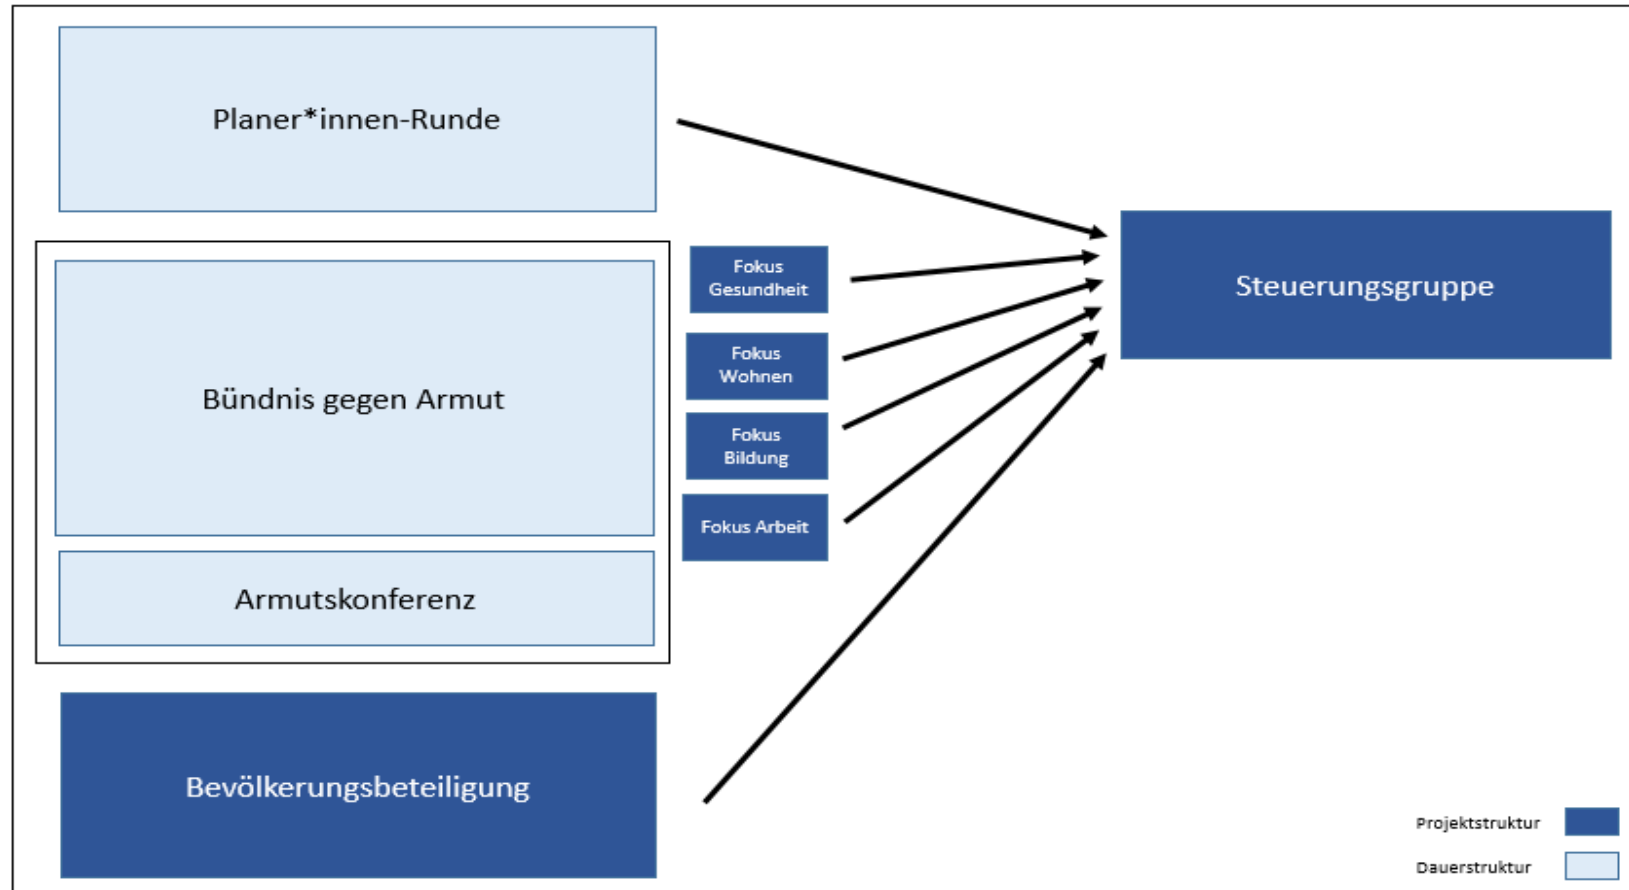 Planer*innen-Runde
Fokus
Gesundheit
Steuerungsgruppe
Fokus
Wohnen
Bündnis gegen Armut
Fokus
Bildung
Fokus Arbeit
Armutskonferenz
Bevölkerungsbeteiligung
Projektstruktur
Dauerstruktur